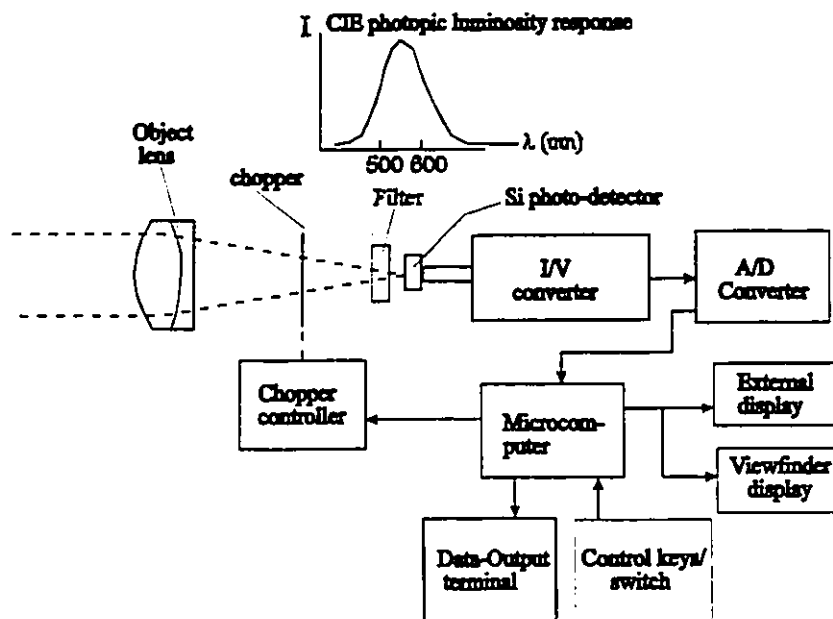 I CIE photopic luminosity response
λ (nm)
500 600
Object
lens
chopper
Filter
Si photo-detector
I/V
converter
A/D
Converter
Chopper
controller
Microcom-
puter
External
display
Viewfinder
display
Data-Output
terminal
Control keys/
switch